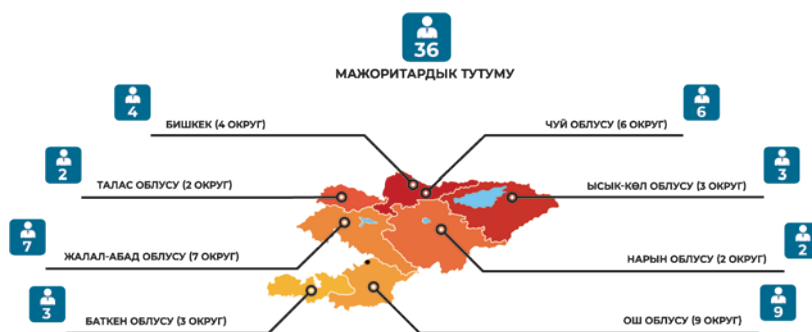 36
МАЖОРИТАРДЫК ТУТУМУ
4
БИШКЕК (4 ОКРУГ)
6
ЧУЙ ОБЛУСУ (6 ОКРУГ)
2
ТАЛАС ОБЛУСУ (2 ОКРУГ)
3
ЫСЫК-КӨЛ ОБЛУСУ (3 ОКРУГ)
7
ЖАЛАЛ-АБАД ОБЛУСУ (7 ОКРУГ)
2
НАРЫН ОБЛУСУ (2 ОКРУГ)
3
БАТКЕН ОБЛУСУ (3 ОКРУГ)
9
ОШ ОБЛУСУ (9 ОКРУГ)